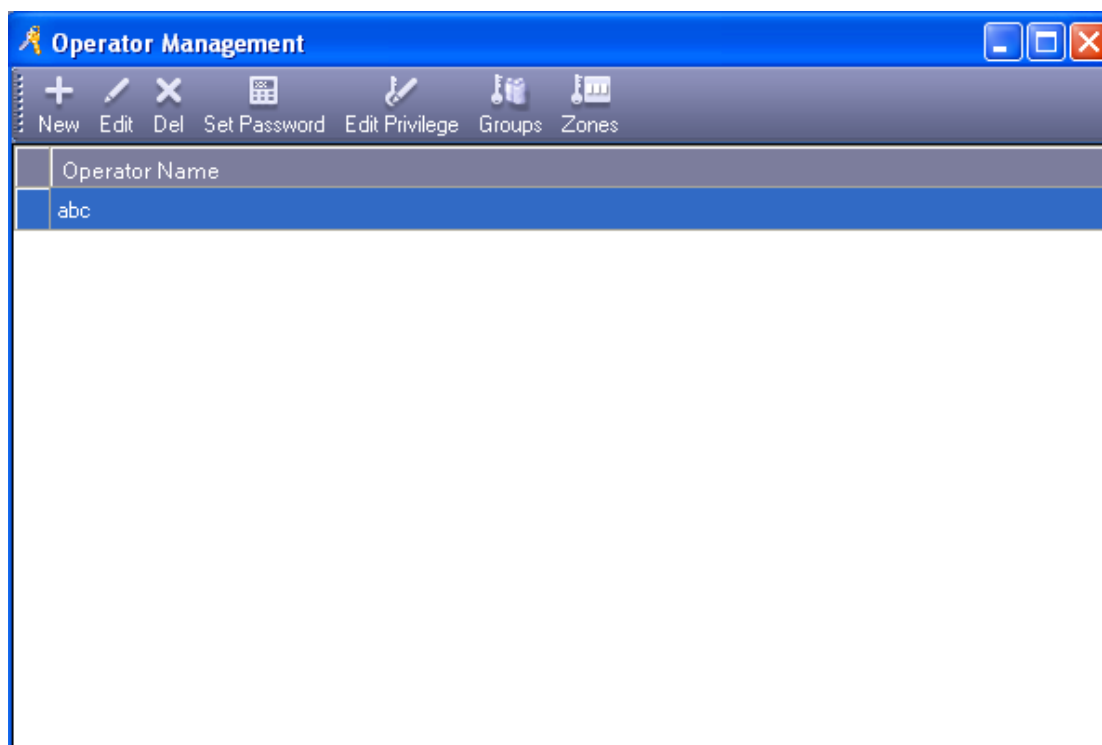 Operator Management
New Edit Del Set Password Edit Privilege Groups Zones
Operator Name
abc